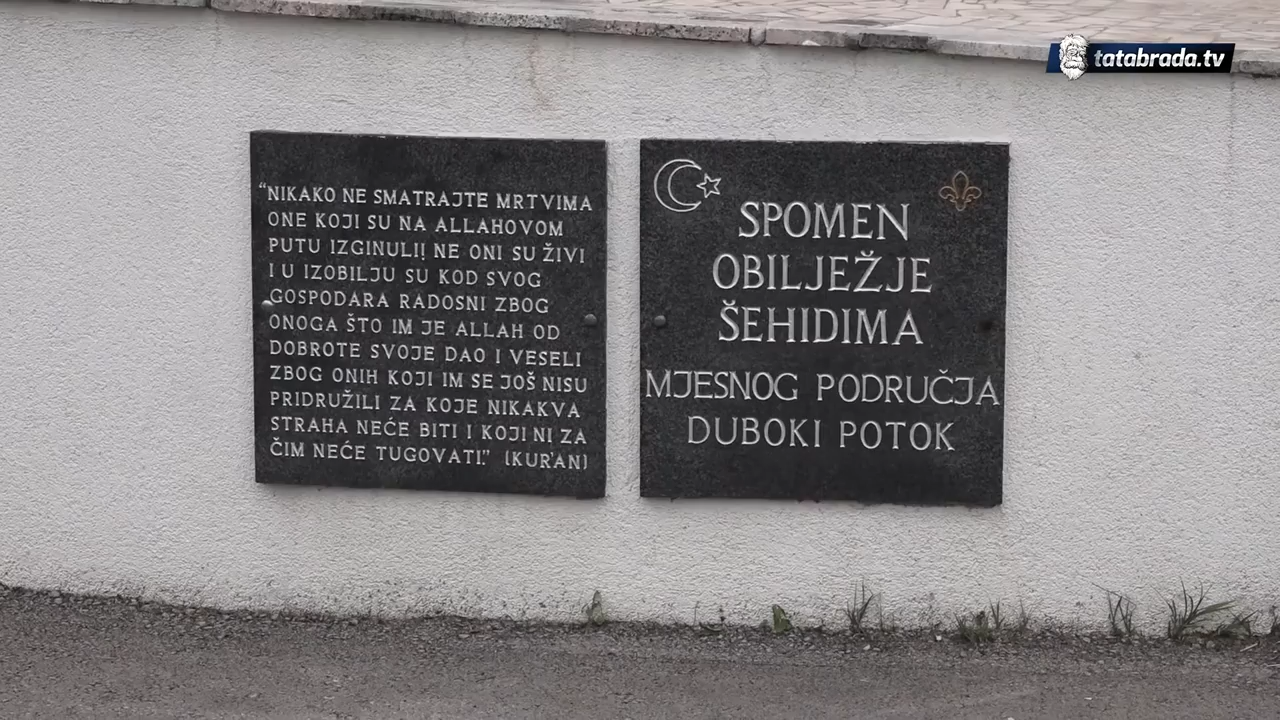 "NIKAKO NE SMATRAJTE MRTVIMA
ONE KOJI SU NA ALLAHOVOM
PUTU IZGINULI! NE ONI SU ŽIVI
I U IZOBILJU SU KOD SVOG
GOSPODARA RADOSNI ZBOG
ONOGA ŠTO IM JE ALLAH OD
DOBROTE SVOJE DAO I VESELI
ZBOG ONIH KOJI IM SE JOŠ NISU
PRIDRUŽILI ZA KOJE NIKAKVA
STRAHA NEĆE BITI I KOJI NI ZA
ČIM NEĆE TUGOVATI." (KUR'AN)
SPOMEN
OBILJEŽJE
ŠEHIDIMA
MJESNOG PODRUČJA
DUBOKI POTOK
tatabrada.tv